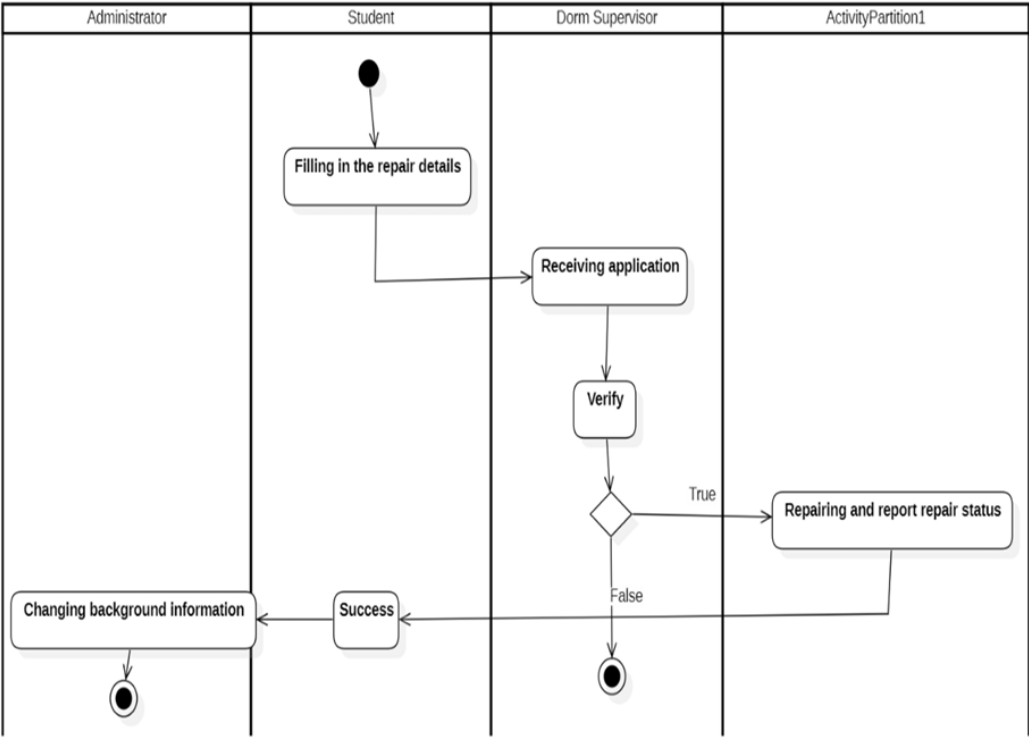 Administrator
Student
Dorm Supervisor
ActivityPartition1
Filling in the repair details
Receiving application
Verify
True
Repairing and report repair status
False
Changing background information
Success